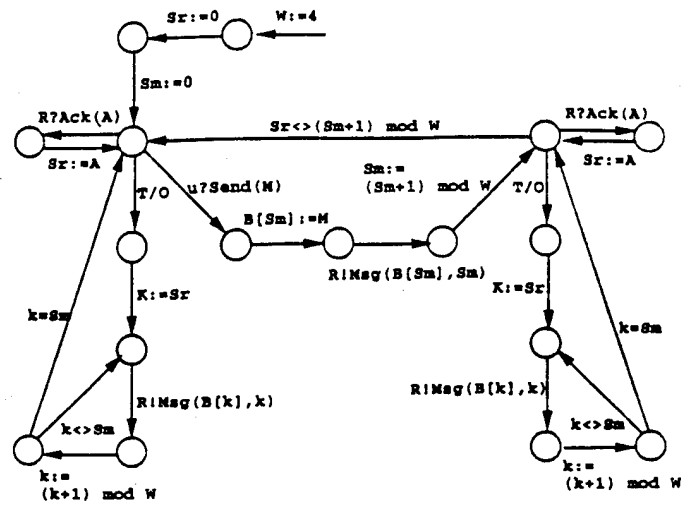 Sr:=0
W:=4
Sm:=0
R?Ack(A)
Sr:=A
Sr<>(Sm+1) mod W
R?Ack(A)
Sr:=A
T/O
u?Send(M)
B[Sm]:=M
R!Msg(B[Sm],Sm)
Sm:=
(Sm+1) mod W
T/O
K:=Sr
K:=Sr
k=Sm
k=Sm
R!Msg(B[k],k)
R!Msg(B[k],k)
k<>Sm
k<>Sm
k:=
(k+1) mod W
k:=
(k+1) mod W